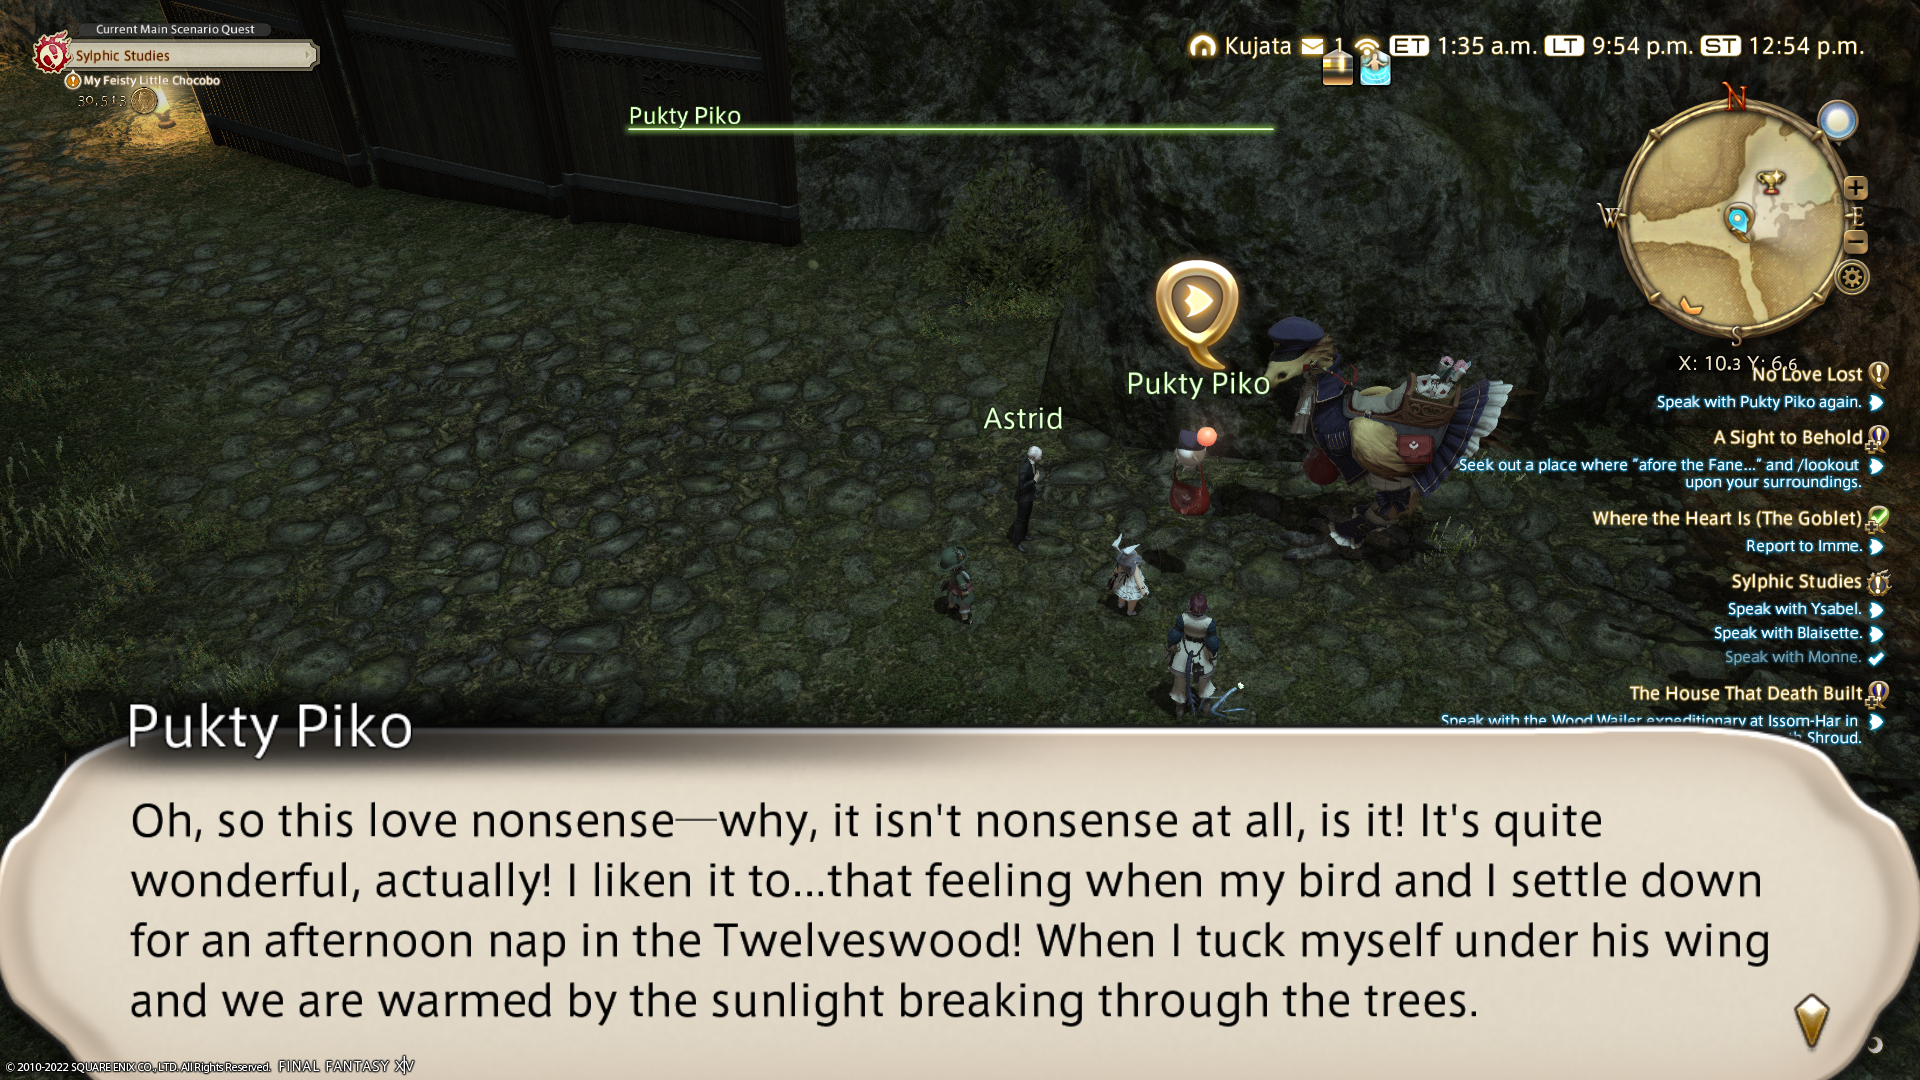 Current Main Scenario Quest
Sylphic Studies
My Feisty Little Chocobo
30,513
Kujata 1 ET 1:35 a.m. LT 9:54 p.m. ST 12:54 p.m.
Pukty Piko
N
W
E
S
X: 10.3 Y: 6.6
Pukty Piko
Astrid
No Love Lost
Speak with Pukty Piko again.
A Sight to Behold
Seek out a place where "afore the Fane..." and /lookout
upon your surroundings.
Where the Heart Is (The Goblet)
Report to Imme.
Sylphic Studies
Speak with Ysabel.
Speak with Blaisette.
Speak with Monne.
The House That Death Built
Speak with the Wood Wailer expeditionary at Issom-Har in
Shroud.
Pukty Piko
Oh, so this love nonsense—why, it isn't nonsense at all, is it! It's quite
wonderful, actually! I liken it to...that feeling when my bird and I settle down
for an afternoon nap in the Twelveswood! When I tuck myself under his wing
and we are warmed by the sunlight breaking through the trees.
© 2010-2022 SQUARE ENIX CO., LTD. All Rights Reserved. FINAL FANTASY XIV